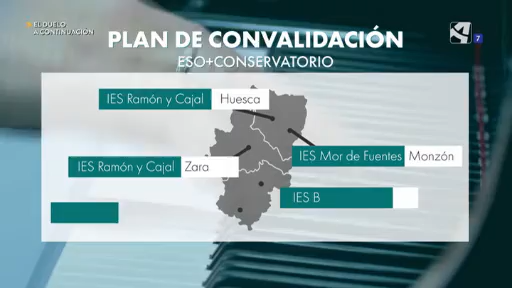 EL DUELO,
A CONTINUACIÓN
PLAN DE CONVALIDACIÓN
ESO+CONSERVATORIO
7
IES Ramón y Cajal Huesca
IES Mor de Fuentes Monzón
IES Ramón y Cajal Zara
IES B